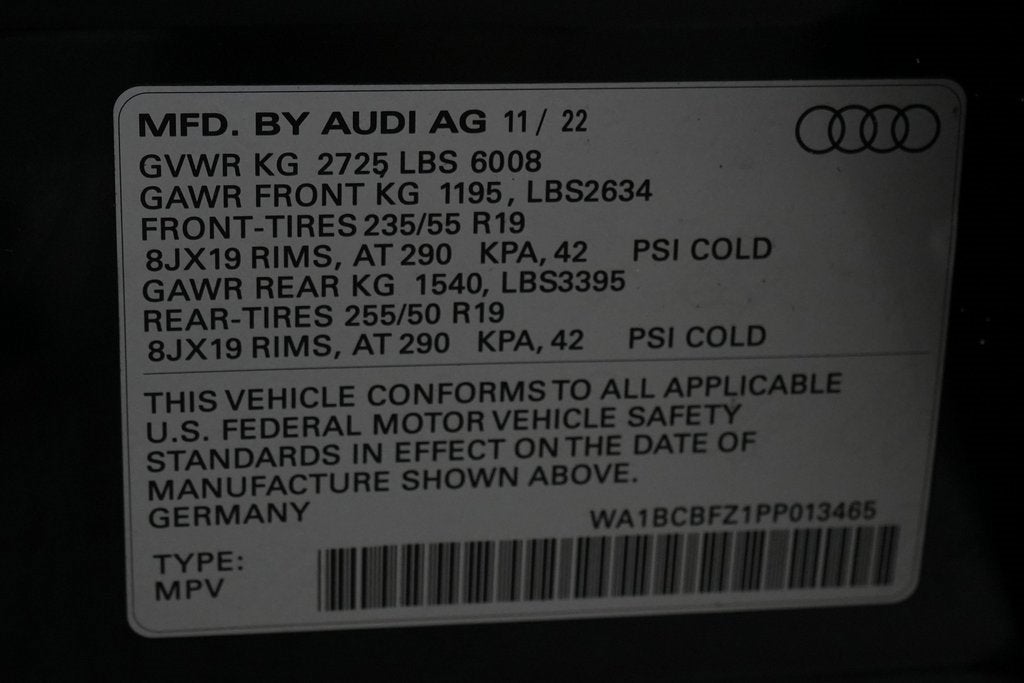 MFD. BY AUDI AG 11 / 22
GVWR KG 2725 LBS 6008
GAWR FRONT KG 1195, LBS2634
FRONT-TIRES 235/55 R19
8JX19 RIMS, AT 290 KPA, 42 PSI COLD
GAWR REAR KG 1540, LBS3395
REAR-TIRES 255/50 R19
8JX19 RIMS, AT 290 KPA, 42 PSI COLD
THIS VEHICLE CONFORMS TO ALL APPLICABLE
U.S. FEDERAL MOTOR VEHICLE SAFETY
STANDARDS IN EFFECT ON THE DATE OF
MANUFACTURE SHOWN ABOVE.
GERMANY
WA1BCBFZ1PP013465
TYPE:
MPV